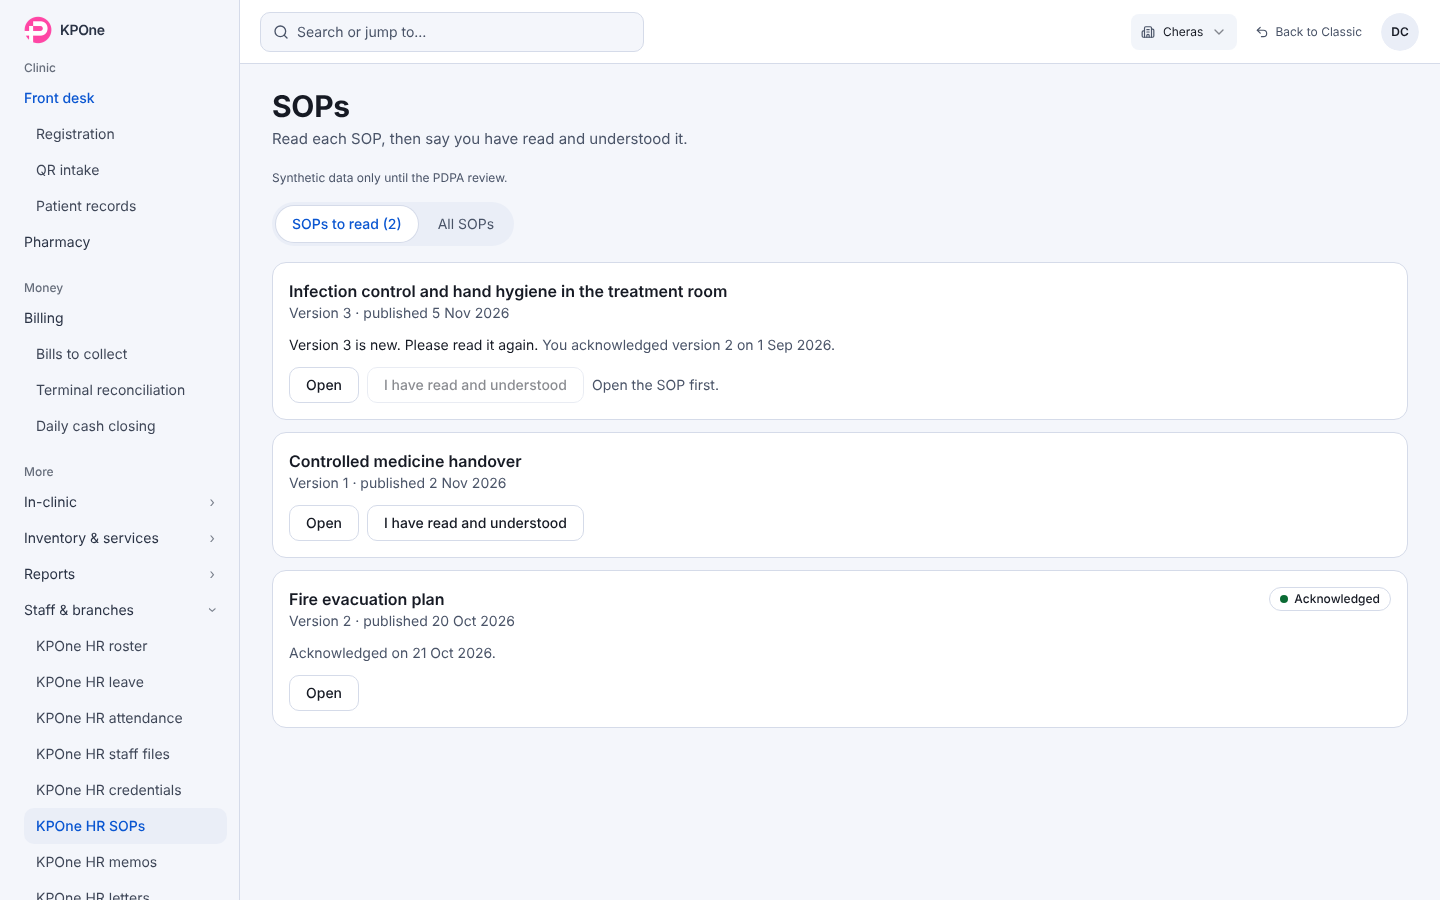 KPOne
Clinic
Front desk
Registration
QR intake
Patient records
Pharmacy
Money
Billing
Bills to collect
Terminal reconciliation
Daily cash closing
More
In-clinic
Inventory & services
Reports
Staff & branches
KPOne HR roster
KPOne HR leave
KPOne HR attendance
KPOne HR staff files
KPOne HR credentials
KPOne HR SOPs
KPOne HR memos
KPOne HR letters
Search or jump to...
Cheras
Back to Classic
DC
SOPs
Read each SOP, then say you have read and understood it.
Synthetic data only until the PDPA review.
SOPs to read (2)
All SOPs
Infection control and hand hygiene in the treatment room
Version 3 · published 5 Nov 2026
Version 3 is new. Please read it again. You acknowledged version 2 on 1 Sep 2026.
Open
I have read and understood
Open the SOP first.
Controlled medicine handover
Version 1 · published 2 Nov 2026
Open
I have read and understood
Fire evacuation plan
Acknowledged
Version 2 · published 20 Oct 2026
Acknowledged on 21 Oct 2026.
Open